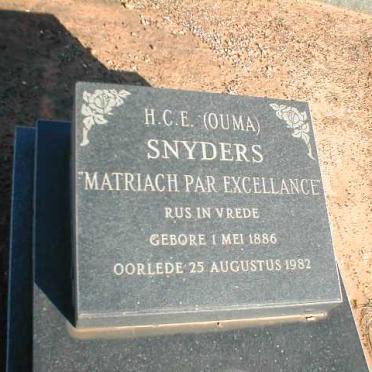 H.C.E. (OUMA)
SNYDERS
"MATRIACH PAR EXCELLANCE"
RUS IN VREDE
GEBORE 1 MEI 1886
OORLEDE 25 AUGUSTUS 1982